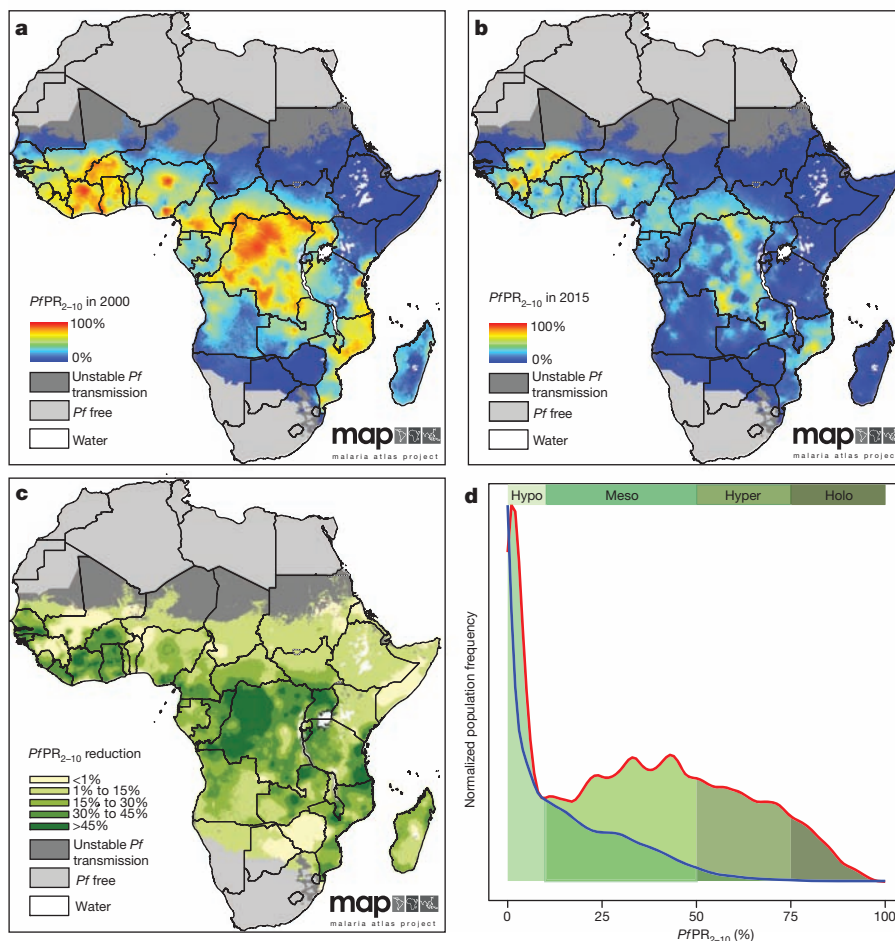 a
PfPR2–10 in 2000
100%
0%
Unstable Pf
transmission
Pf free
Water
map
malaria atlas project
b
PfPR2–10 in 2015
100%
0%
Unstable Pf
transmission
Pf free
Water
map
malaria atlas project
c
PfPR2–10 reduction
<1%
1% to 15%
15% to 30%
30% to 45%
>45%
Unstable Pf
transmission
Pf free
Water
map
malaria atlas project
d
Hypo Meso Hyper Holo
Normalized population frequency
0 25 50 75 100
PfPR2–10 (%)